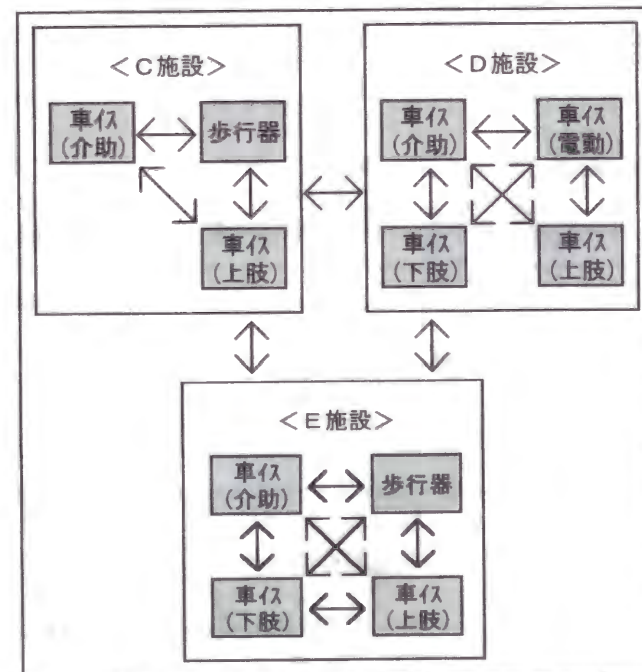 <C施設>
車イス
(介助)
歩行器
車イス
(上肢)
<D施設>
車イス
(介助)
車イス
(電動)
車イス
(下肢)
車イス
(上肢)
<E施設>
車イス
(介助)
歩行器
車イス
(下肢)
車イス
(上肢)